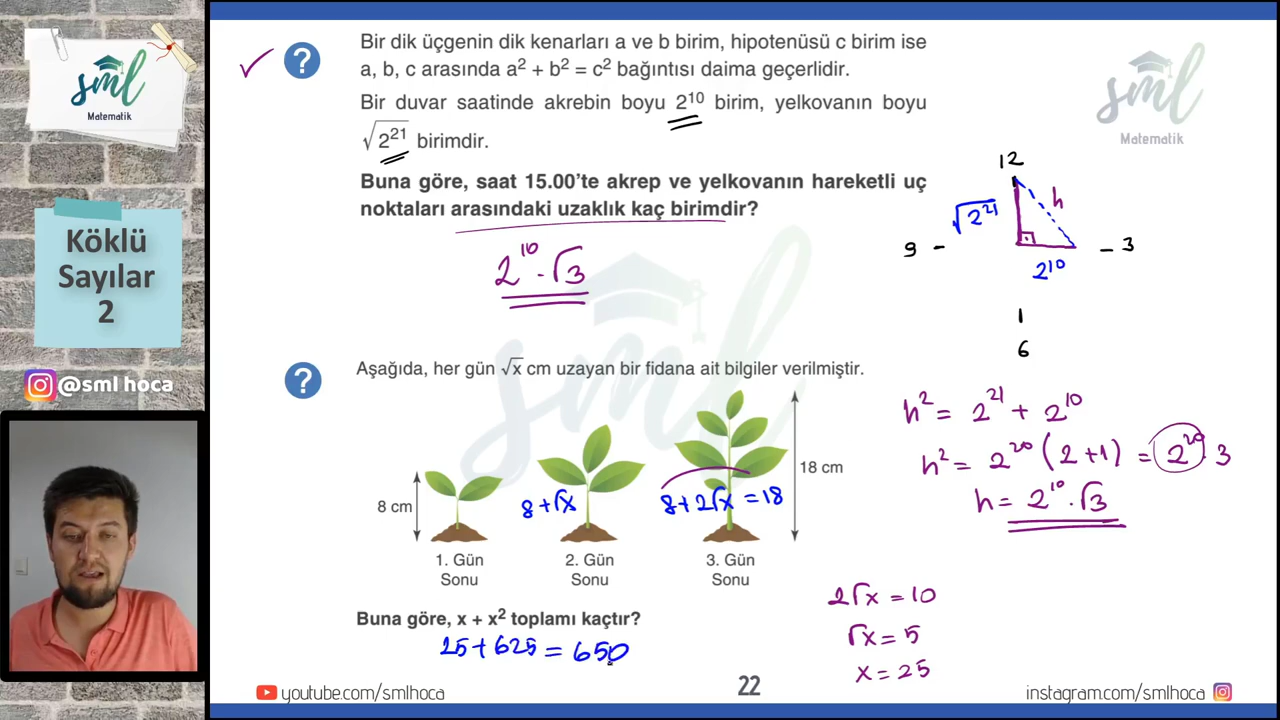 sml
Matematik
Köklü
Sayılar
2
@sml hoca
? Bir dik üçgenin dik kenarları a ve b birim, hipotenüsü c birim ise
a, b, c arasında a² + b² = c² bağıntısı daima geçerlidir.
Bir duvar saatinde akrebin boyu 2¹⁰ birim, yelkovanın boyu
√2²¹ birimdir.
Buna göre, saat 15.00'te akrep ve yelkovanın hareketli uç
noktaları arasındaki uzaklık kaç birimdir?
2¹⁰ · √3
sml
Matematik
12
√2²¹ h
9 - - 3
2¹⁰
6
h² = 2²¹ + 2¹⁰
h² = 2²⁰ (2+1) = 2²⁰ 3
h = 2¹⁰ · √3
? Aşağıda, her gün √x cm uzayan bir fidana ait bilgiler verilmiştir.
8 cm
8+√x
8+2√x = 18
18 cm
1. Gün
Sonu
2. Gün
Sonu
3. Gün
Sonu
Buna göre, x + x² toplamı kaçtır?
25+625 = 650
2√x = 10
√x = 5
x = 25
youtube.com/smlhoca
22
instagram.com/smlhoca